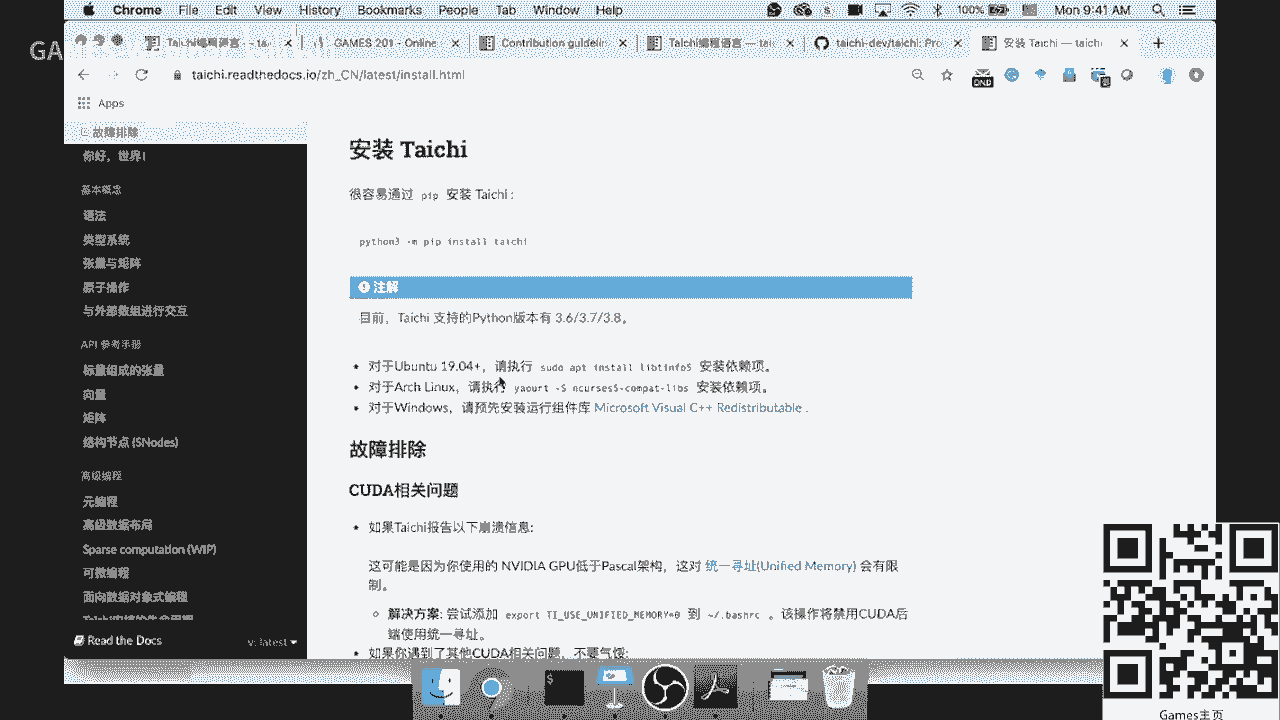 Chrome File Edit View History Bookmarks People Tab Window Help 100% Mon 9:41 AM
GA
Taichi编程语言 — ta
GAMES 201 - Online
Contribution guidelin
Taichi编程语言 — taic
taichi-dev/taichi: Pro
安装 Taichi — taich
taichi.readthedocs.io/zh_CN/latest/install.html
Apps
故障排除
你好，世界！
基本概念
语法
类型系统
张量与矩阵
原子操作
与外部数组进行交互
API 参考手册
标量组成的张量
向量
矩阵
结构节点 (SNodes)
高级编程
元编程
高级数据布局
Sparse computation (WIP)
可微编程
面向数据对象式编程
Read the Docs
v: latest
安装 Taichi
很容易通过 pip 安装 Taichi :
python3 -m pip install taichi
注解
目前，Taichi 支持的Python版本有 3.6/3.7/3.8。
对于Ubuntu 19.04+，请执行 sudo apt install libtinfo5 安装依赖项。
对于Arch Linux，请执行 yaourt -S ncurses5-compat-libs 安装依赖项。
对于Windows，请预先安装运行组件库 Microsoft Visual C++ Redistributable .
故障排除
CUDA相关问题
如果Taichi报告以下崩溃信息:
这可能是因为你使用的 NVIDIA GPU低于Pascal架构，这对 统一寻址(Unified Memory) 会有限
制。
解决方案: 尝试添加 export TI_USE_UNIFIED_MEMORY=0 到 ~/.bashrc 。该操作将禁用CUDA后
端使用统一寻址。
如果你遇到了其他CUDA相关问题，不要气馁:
Games主页